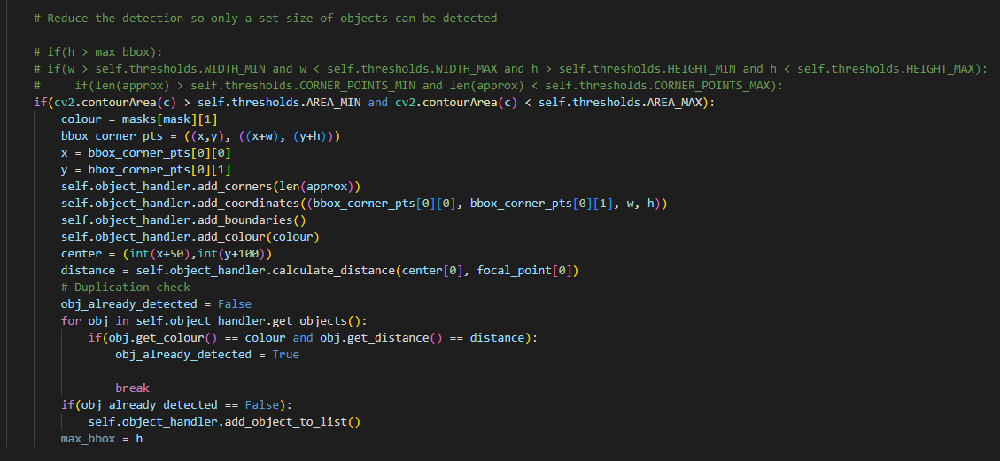 # Reduce the detection so only a set size of objects can be detected
# if(h > max_bbox):
# if(w > self.thresholds.WIDTH_MIN and w < self.thresholds.WIDTH_MAX and h > self.thresholds.HEIGHT_MIN and h < self.thresholds.HEIGHT_MAX):
#     if(len(approx) > self.thresholds.CORNER_POINTS_MIN and len(approx) < self.thresholds.CORNER_POINTS_MAX):
if(cv2.contourArea(c) > self.thresholds.AREA_MIN and cv2.contourArea(c) < self.thresholds.AREA_MAX):
    colour = masks[mask][1]
    bbox_corner_pts = ((x,y), ((x+w), (y+h)))
    x = bbox_corner_pts[0][0]
    y = bbox_corner_pts[0][1]
    self.object_handler.add_corners(len(approx))
    self.object_handler.add_coordinates((bbox_corner_pts[0][0], bbox_corner_pts[0][1], w, h))
    self.object_handler.add_boundaries()
    self.object_handler.add_colour(colour)
    center = (int(x+50),int(y+100))
    distance = self.object_handler.calculate_distance(center[0], focal_point[0])
    # Duplication check
    obj_already_detected = False
    for obj in self.object_handler.get_objects():
        if(obj.get_colour() == colour and obj.get_distance() == distance):
            obj_already_detected = True
            break
    if(obj_already_detected == False):
        self.object_handler.add_object_to_list()
    max_bbox = h